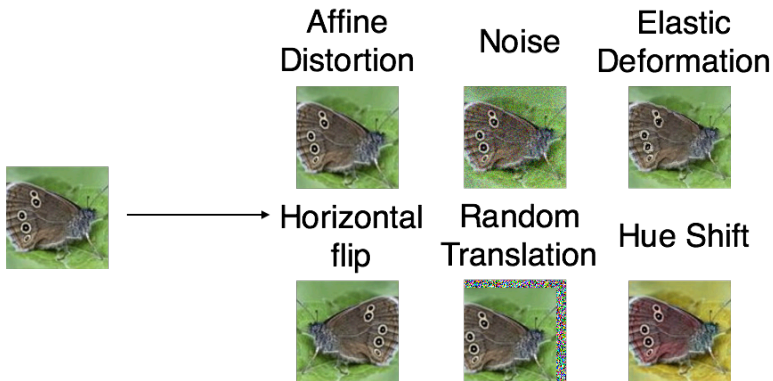 Affine
Distortion
Noise
Elastic
Deformation
Horizontal
flip
Random
Translation
Hue Shift